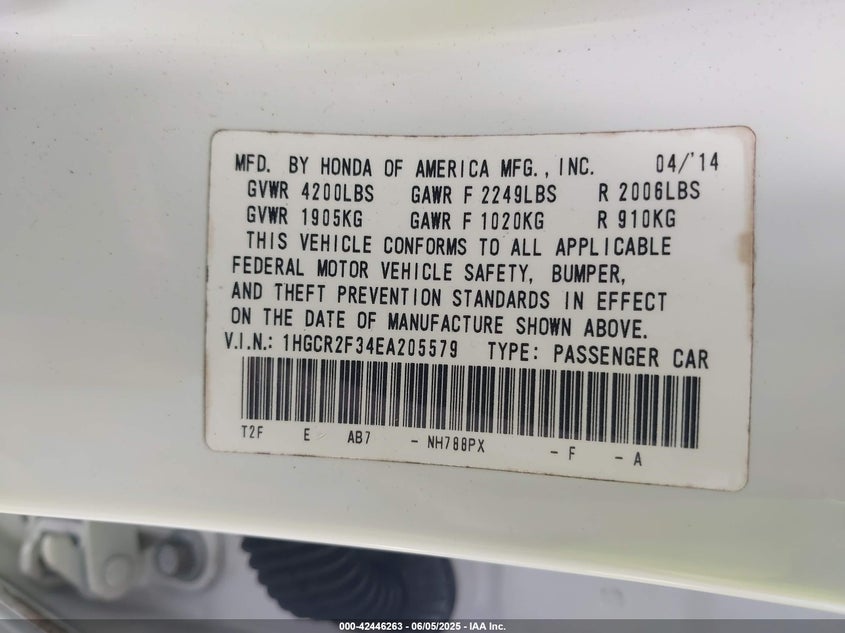 MFD. BY HONDA OF AMERICA MFG., INC. 04/'14
GVWR 4200LBS GAWR F 2249LBS R 2006LBS
GVWR 1905KG GAWR F 1020KG R 910KG
THIS VEHICLE CONFORMS TO ALL APPLICABLE
FEDERAL MOTOR VEHICLE SAFETY, BUMPER,
AND THEFT PREVENTION STANDARDS IN EFFECT
ON THE DATE OF MANUFACTURE SHOWN ABOVE.
V.I.N.: 1HGCR2F34EA205579 TYPE: PASSENGER CAR
T2F E AB7 - NH788PX - F - A
000-42446263 - 06/05/2025 - IAA Inc.